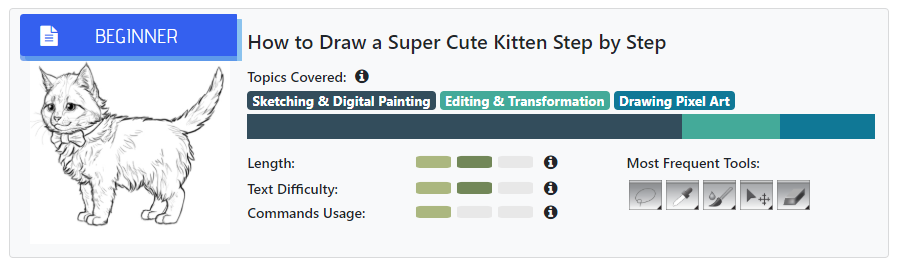 BEGINNER
How to Draw a Super Cute Kitten Step by Step
Topics Covered:
Sketching & Digital Painting Editing & Transformation Drawing Pixel Art
Length:
Most Frequent Tools:
Text Difficulty:
Commands Usage: